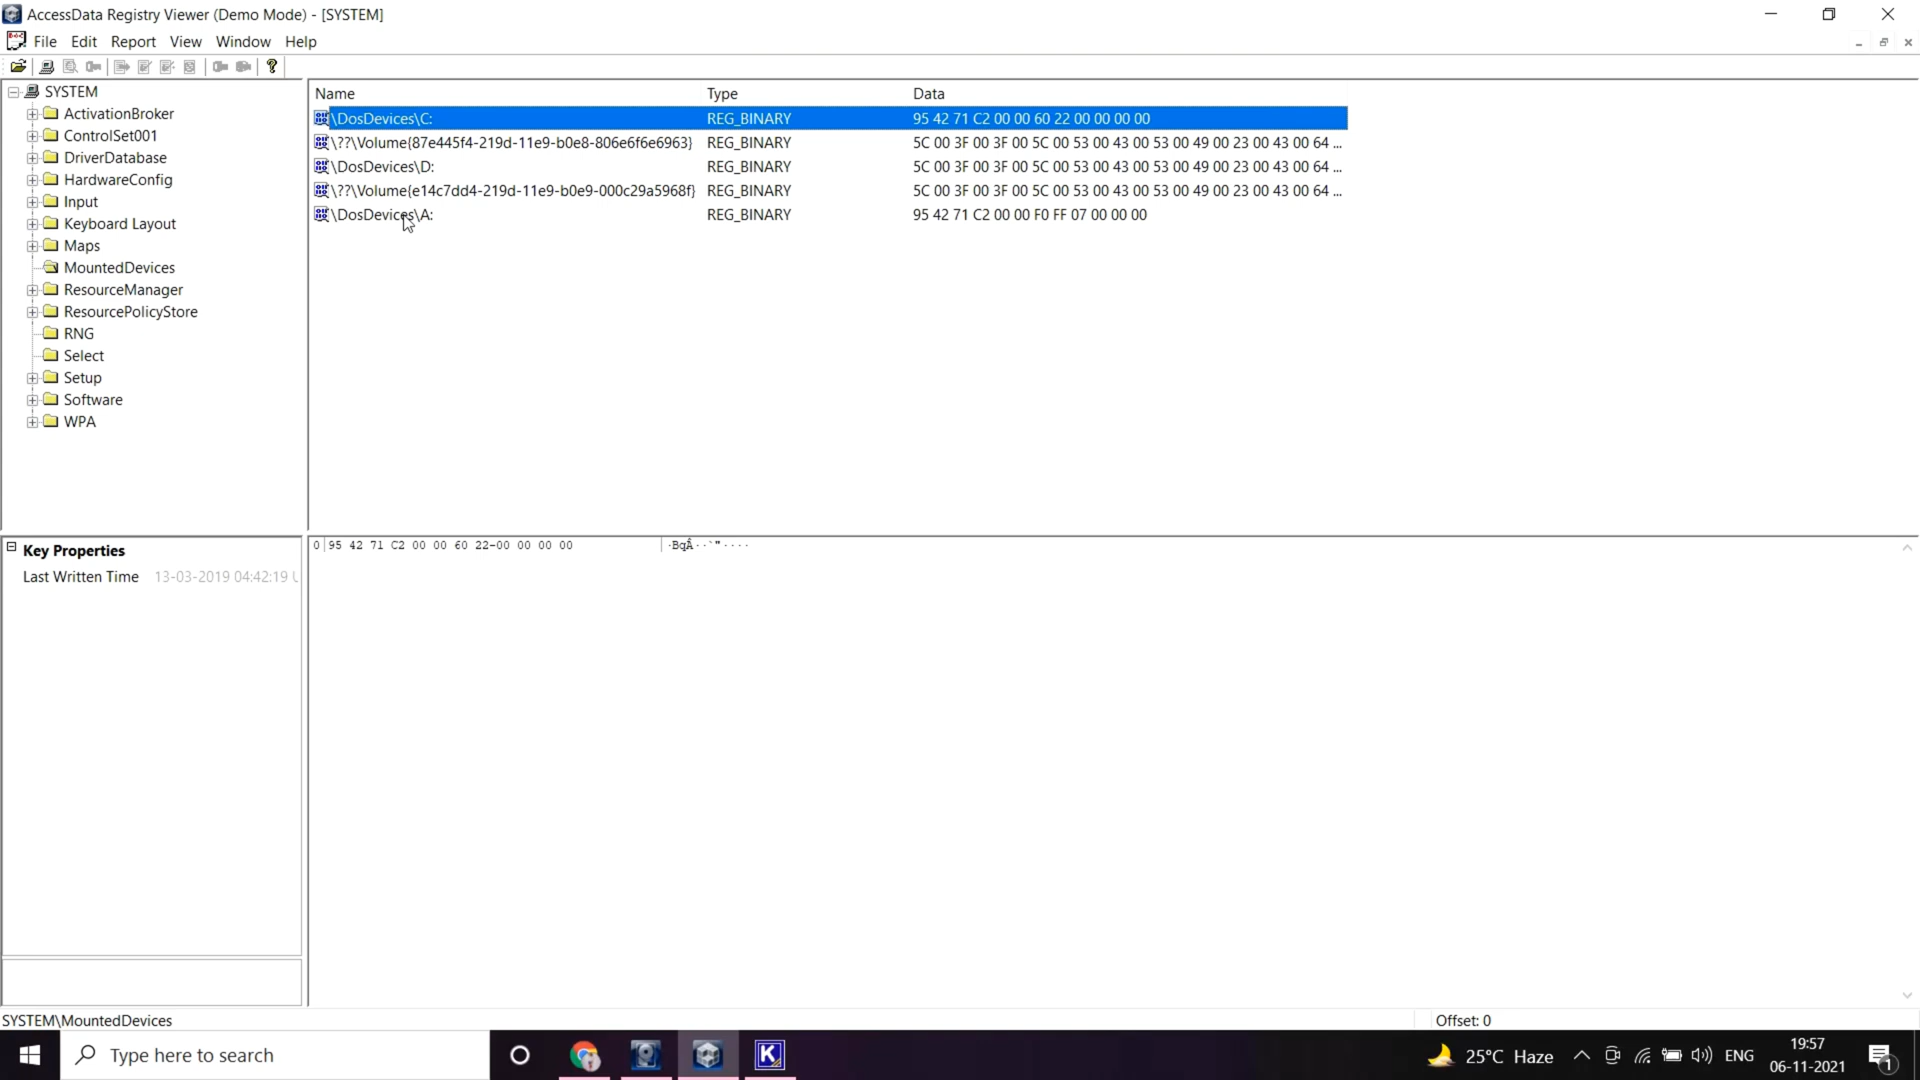 AccessData Registry Viewer (Demo Mode) - [SYSTEM]
File Edit Report View Window Help
SYSTEM
ActivationBroker
ControlSet001
DriverDatabase
HardwareConfig
Input
Keyboard Layout
Maps
MountedDevices
ResourceManager
ResourcePolicyStore
RNG
Select
Setup
Software
WPA
Name Type Data
\DosDevices\C: REG_BINARY 95 42 71 C2 00 00 60 22 00 00 00 00
\??\Volume{87e445f4-219d-11e9-b0e8-806e6f6e6963} REG_BINARY 5C 00 3F 00 3F 00 5C 00 53 00 43 00 53 00 49 00 23 00 43 00 64 ...
\DosDevices\D: REG_BINARY 5C 00 3F 00 3F 00 5C 00 53 00 43 00 53 00 49 00 23 00 43 00 64 ...
\??\Volume{e14c7dd4-219d-11e9-b0e9-000c29a5968f} REG_BINARY 5C 00 3F 00 3F 00 5C 00 53 00 43 00 53 00 49 00 23 00 43 00 64 ...
\DosDevices\A: REG_BINARY 95 42 71 C2 00 00 F0 FF 07 00 00 00
Key Properties
Last Written Time 13-03-2019 04:42:19
0 95 42 71 C2 00 00 60 22-00 00 00 00 ·BqÂ··`"····
SYSTEM\MountedDevices
Offset: 0
Type here to search
25°C Haze
ENG
19:57
06-11-2021
1